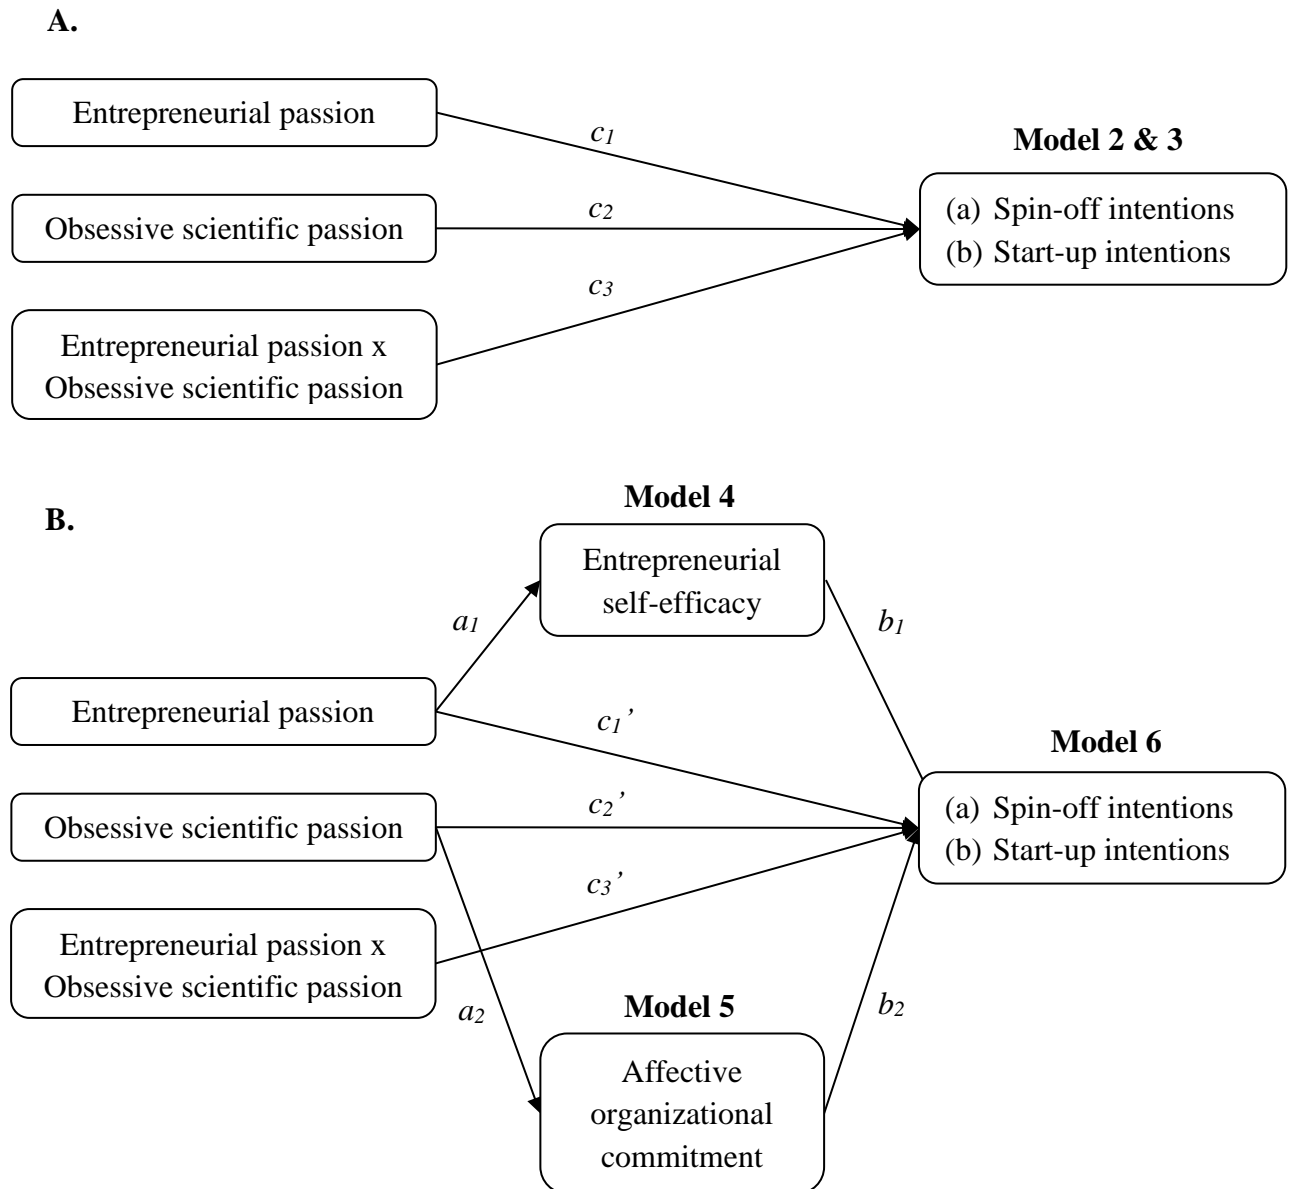 A.
Entrepreneurial passion
c1
Model 2 & 3
Obsessive scientific passion
c2
(a) Spin-off intentions
(b) Start-up intentions
c3
Entrepreneurial passion x
Obsessive scientific passion
B.
Model 4
Entrepreneurial
self-efficacy
a1
b1
Entrepreneurial passion
c1’
Model 6
Obsessive scientific passion
c2’
(a) Spin-off intentions
(b) Start-up intentions
c3’
Entrepreneurial passion x
Obsessive scientific passion
a2
Model 5
b2
Affective
organizational
commitment